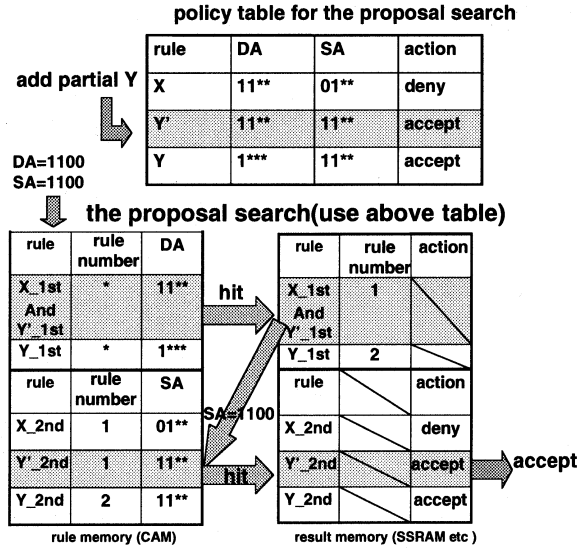 policy table for the proposal search
rule DA SA action
X 11** 01** deny
Y' 11** 11** accept
Y 1*** 11** accept
add partial Y
DA=1100
SA=1100
the proposal search(use above table)
rule rule number DA
X_1st And Y'_1st * 11**
Y_1st * 1***
rule rule number SA
X_2nd 1 01**
Y'_2nd 1 11**
Y_2nd 2 11**
rule memory (CAM)
hit
SA=1100
hit
rule rule number action
X_1st And Y'_1st 1
Y_1st 2
rule action
X_2nd deny
Y'_2nd accept
Y_2nd accept
result memory (SSRAM etc )
accept